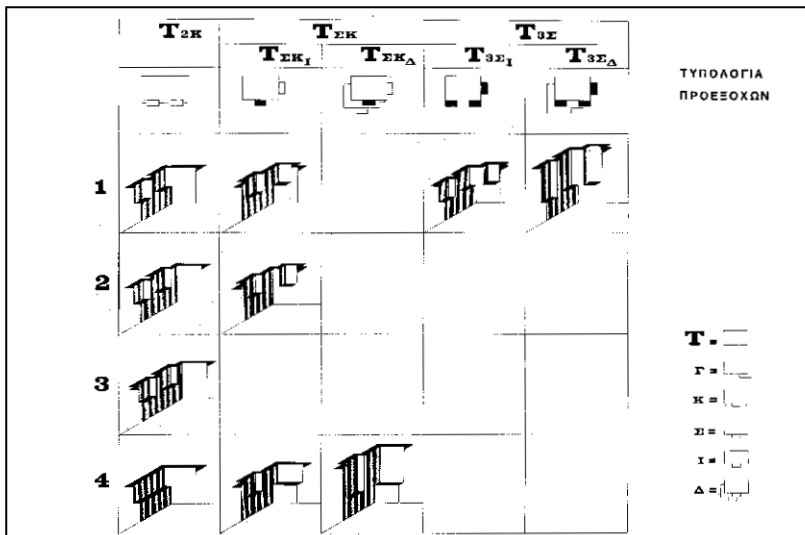 T2K TΣK T3Σ
TΣKI TΣKΔ T3ΣI T3ΣΔ
ΤΥΠΟΛΟΓΙΑ
ΠΡΟΕΞΟΧΩΝ
1
2
3
4
T =
Γ =
K =
Σ =
I =
Δ =